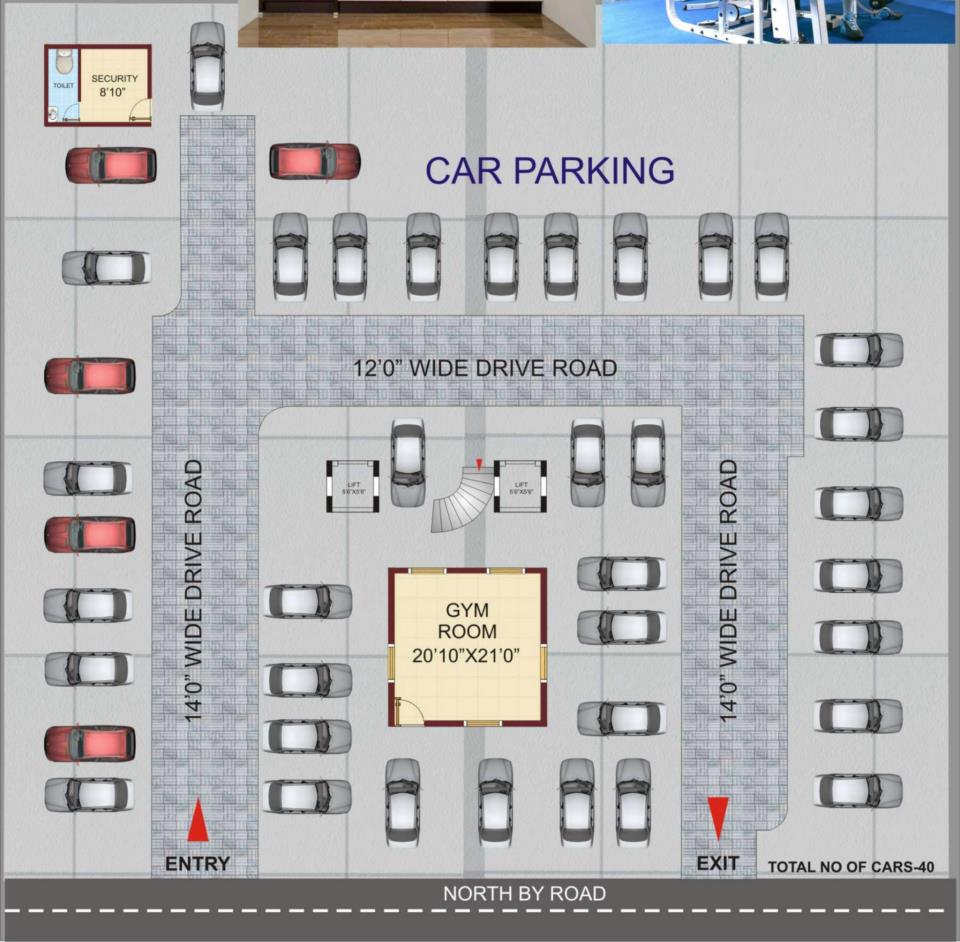 TOILET
SECURITY
8'10"
CAR PARKING
12'0" WIDE DRIVE ROAD
14'0" WIDE DRIVE ROAD
LIFT
5'6"X5'6"
LIFT
5'6"X5'6"
14'0" WIDE DRIVE ROAD
GYM
ROOM
20'10"X21'0"
ENTRY
EXIT
TOTAL NO OF CARS-40
NORTH BY ROAD